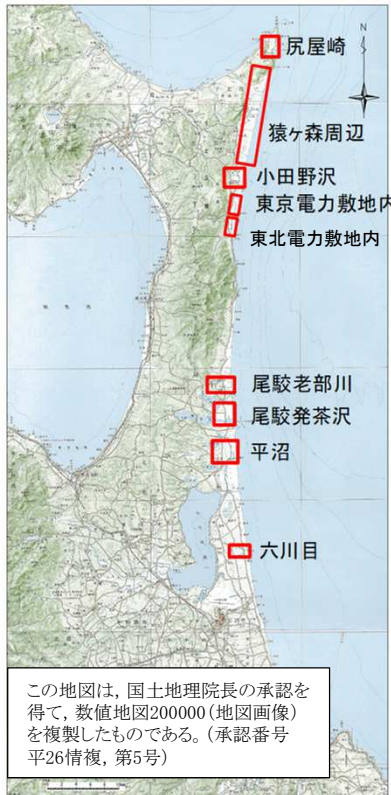 尻屋崎
N
猿ヶ森周辺
小田野沢
東京電力敷地内
東北電力敷地内
尾駮老部川
尾駮発茶沢
平沼
六川目
この地図は，国土地理院長の承認を
得て，数値地図200000（地図画像）
を複製したものである。（承認番号
平26情複，第5号）